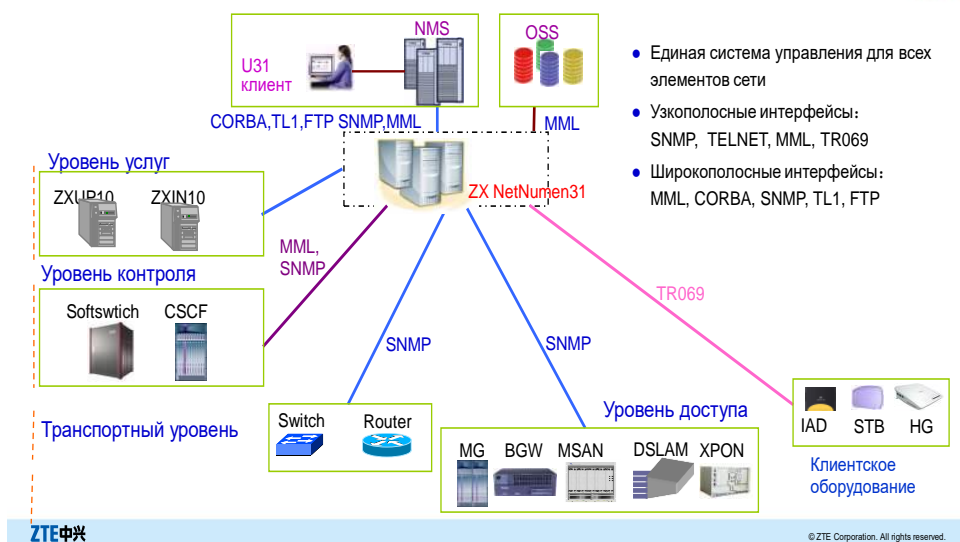 NMS
OSS
U31
клиент
CORBA,TL1,FTP SNMP,MML
MML
ZX NetNumen31
● Единая система управления для всех
элементов сети
● Узкополосные интерфейсы:
SNMP, TELNET, MML, TR069
● Широкополосные интерфейсы:
MML, CORBA, SNMP, TL1, FTP
Уровень услуг
ZXUP10 ZXIN10
MML,
SNMP
Уровень контроля
Softswtich CSCF
TR069
SNMP
SNMP
Транспортный уровень
Switch Router
Уровень доступа
MG BGW MSAN DSLAM XPON
IAD STB HG
Клиентское
оборудование
ZTE中兴
© ZTE Corporation. All rights reserved.